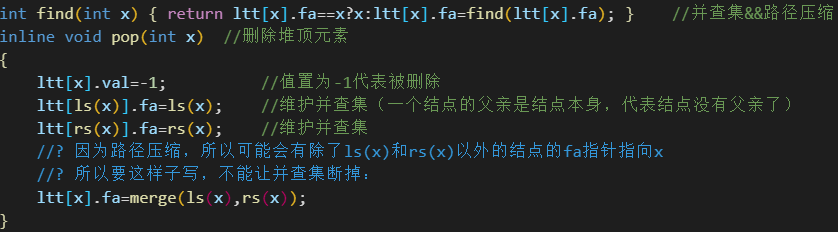 int find(int x) { return ltt[x].fa==x?x:ltt[x].fa=find(ltt[x].fa); }    //并查集&&路径压缩
inline void pop(int x)  //删除堆顶元素
{
    ltt[x].val=-1;          //值置为-1代表被删除
    ltt[ls(x)].fa=ls(x);    //维护并查集（一个结点的父亲是结点本身，代表结点没有父亲了）
    ltt[rs(x)].fa=rs(x);    //维护并查集
    //? 因为路径压缩，所以可能会有除了ls(x)和rs(x)以外的结点的fa指针指向x
    //? 所以要这样子写，不能让并查集断掉：
    ltt[x].fa=merge(ls(x),rs(x));
}